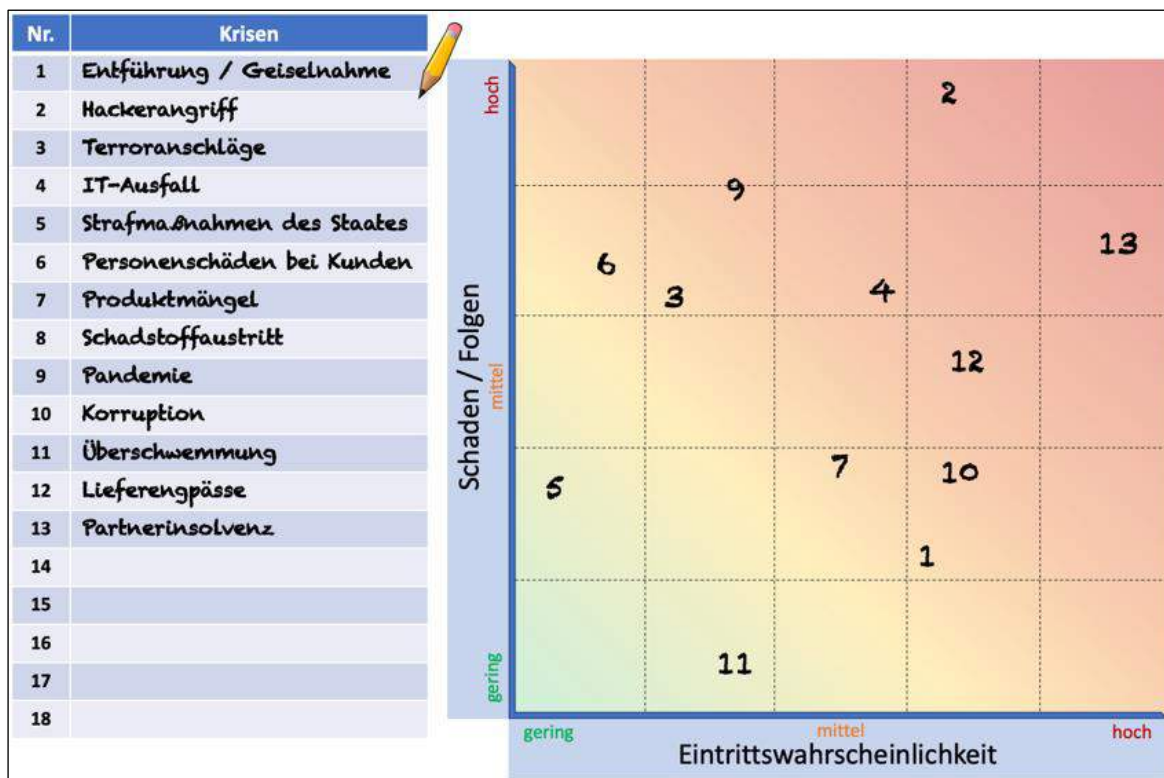 Nr. Krisen
1 Entführung / Geiselnahme
2 Hackerangriff
3 Terroranschläge
4 IT-Ausfall
5 Strafmaßnahmen des Staates
6 Personenschäden bei Kunden
7 Produktmängel
8 Schadstoffaustritt
9 Pandemie
10 Korruption
11 Überschwemmung
12 Lieferengpässe
13 Partnerinsolvenz
14
15
16
17
18
Schaden / Folgen
hoch
mittel
gering
2
9
13
6
3
4
12
7
10
5
1
11
gering mittel hoch
Eintrittswahrscheinlichkeit